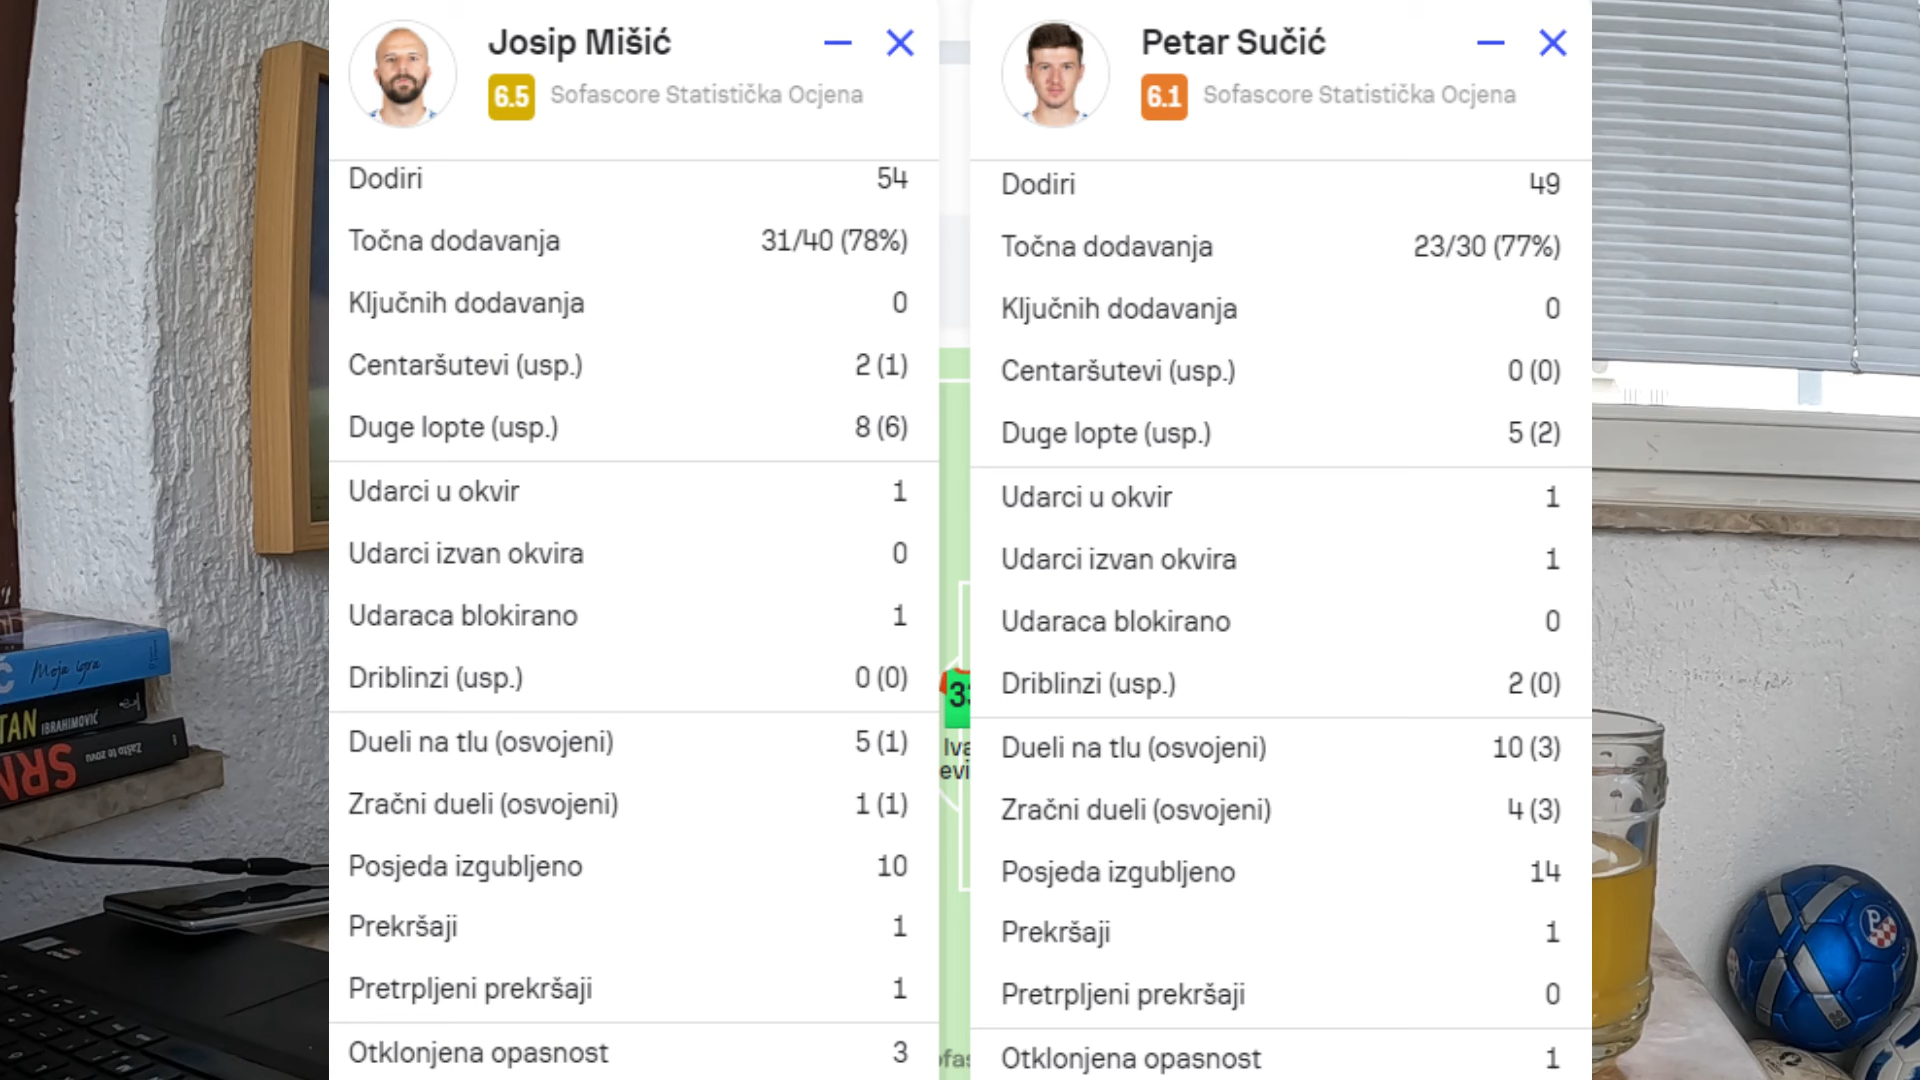 Josip Mišić
6.5 Sofascore Statistička Ocjena
Dodiri 54
Točna dodavanja 31/40 (78%)
Ključnih dodavanja 0
Centaršutevi (usp.) 2 (1)
Duge lopte (usp.) 8 (6)
Udarci u okvir 1
Udarci izvan okvira 0
Udaraca blokirano 1
Driblinzi (usp.) 0 (0)
Dueli na tlu (osvojeni) 5 (1)
Zračni dueli (osvojeni) 1 (1)
Posjeda izgubljeno 10
Prekršaji 1
Pretrpljeni prekršaji 1
Otklonjena opasnost 3
Petar Sučić
6.1 Sofascore Statistička Ocjena
Dodiri 49
Točna dodavanja 23/30 (77%)
Ključnih dodavanja 0
Centaršutevi (usp.) 0 (0)
Duge lopte (usp.) 5 (2)
Udarci u okvir 1
Udarci izvan okvira 1
Udaraca blokirano 0
Driblinzi (usp.) 2 (0)
Dueli na tlu (osvojeni) 10 (3)
Zračni dueli (osvojeni) 4 (3)
Posjeda izgubljeno 14
Prekršaji 1
Pretrpljeni prekršaji 0
Otklonjena opasnost 1
Moja igra
TAN IBRAHIMOVIĆ
SRN Zašto te zovu